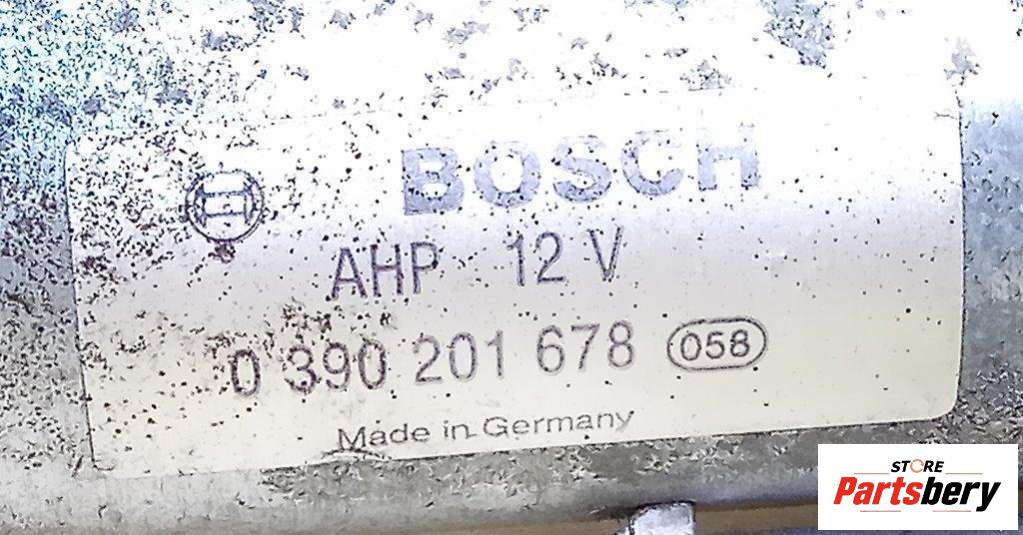 BOSCH
AHP 12 V
0 390 201 678 058
Made in Germany
STORE
Partsbery